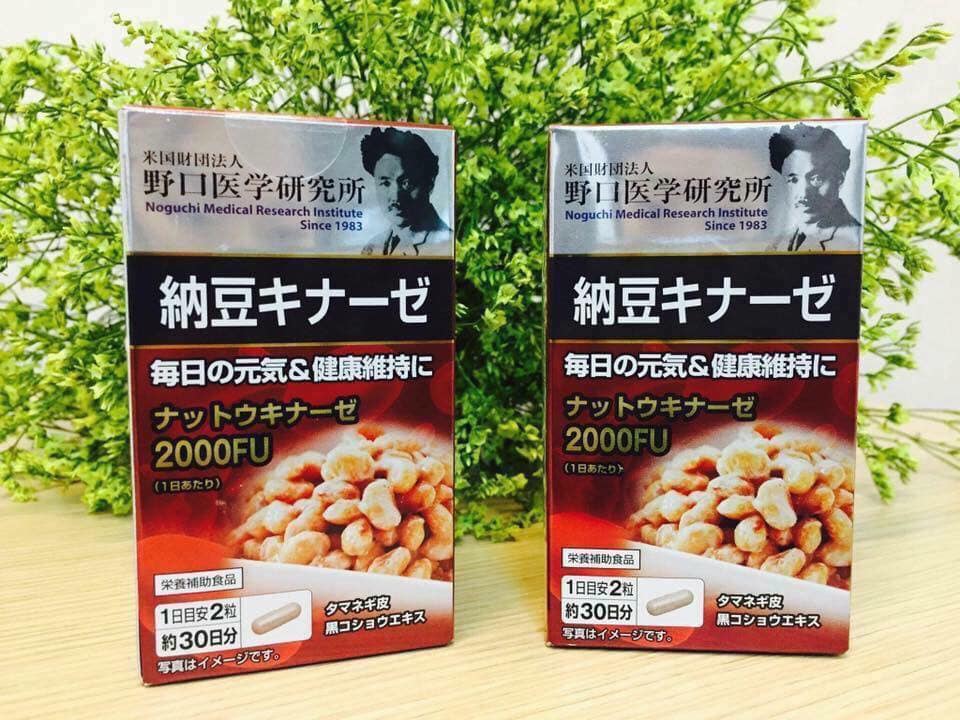 米国財団法人
野口医学研究所
Noguchi Medical Research Institute
Since 1983
納豆キナーゼ
毎日の元気&健康維持に
ナットウキナーゼ
2000FU
(1日あたり)
栄養補助食品
1日目安2粒
約30日分
タマネギ皮
黒コショウエキス
写真はイメージです。
米国財団法人
野口医学研究所
Noguchi Medical Research Institute
Since 1983
納豆キナーゼ
毎日の元気&健康維持に
ナットウキナーゼ
2000FU
(1日あたり)
栄養補助食品
1日目安2粒
約30日分
タマネギ皮
黒コショウエキス
写真はイメージです。